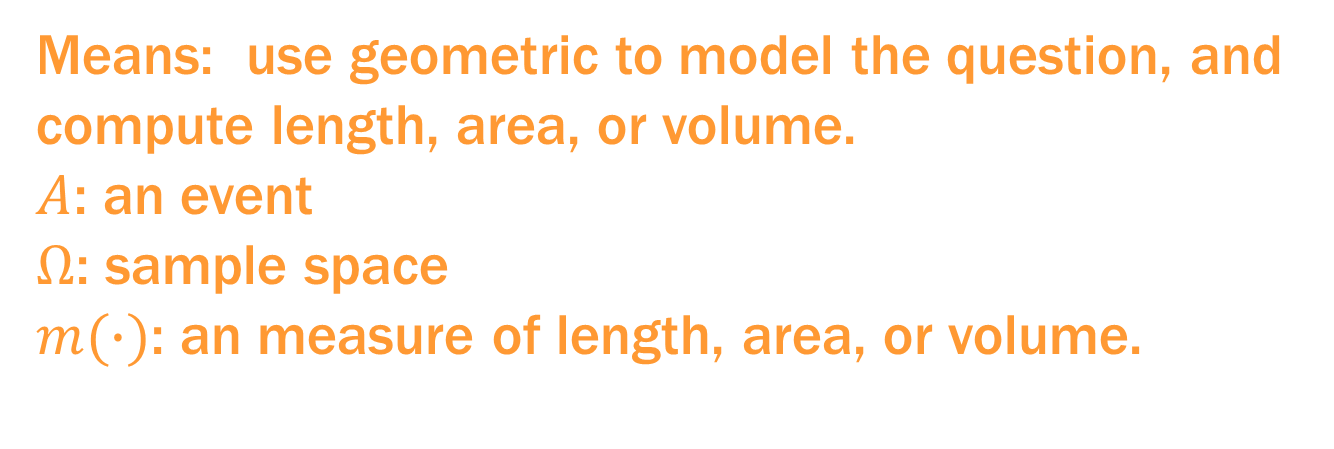 Means:  use geometric to model the question, and
compute length, area, or volume.
A: an event
Ω: sample space
m(·): an measure of length, area, or volume.